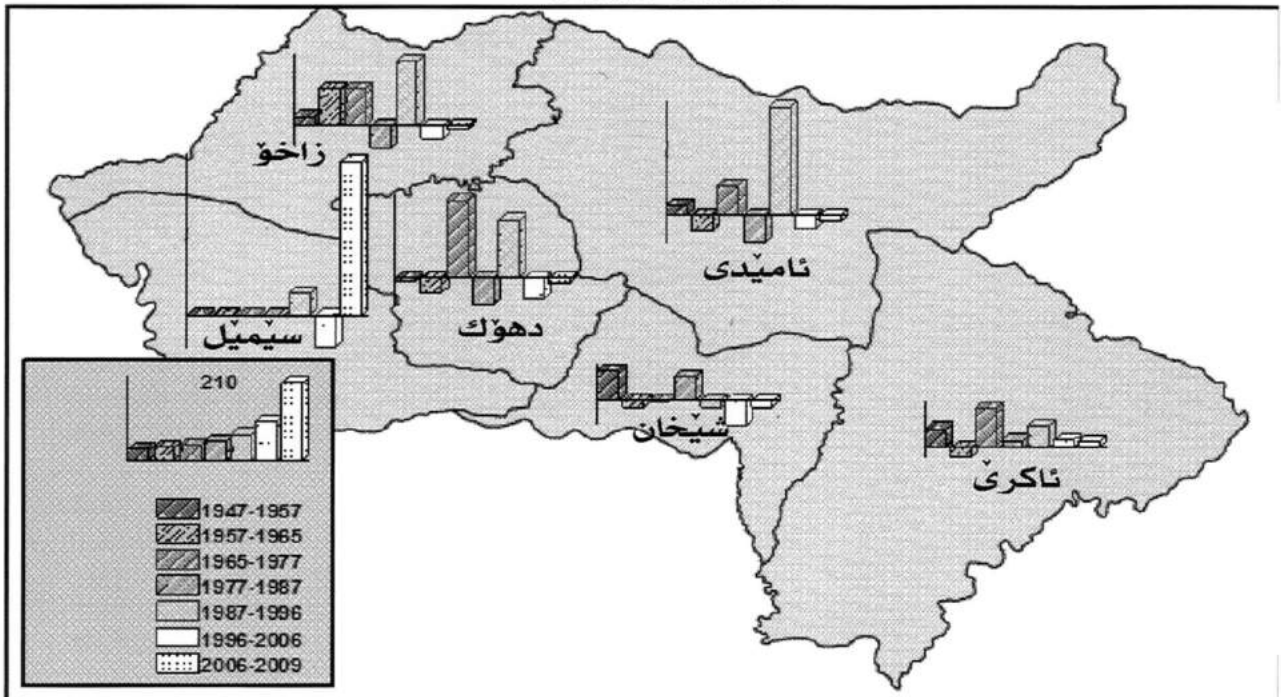 زاخۆ
ئامێدی
دهۆك
سێمێل
شێخان
ئاكرێ
210
1947-1957
1957-1965
1965-1977
1977-1987
1987-1996
1996-2006
2006-2009